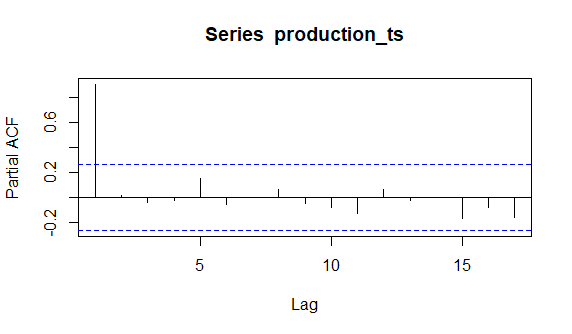 Series production_ts
Partial ACF
0.6
0.2
-0.2
5 10 15
Lag